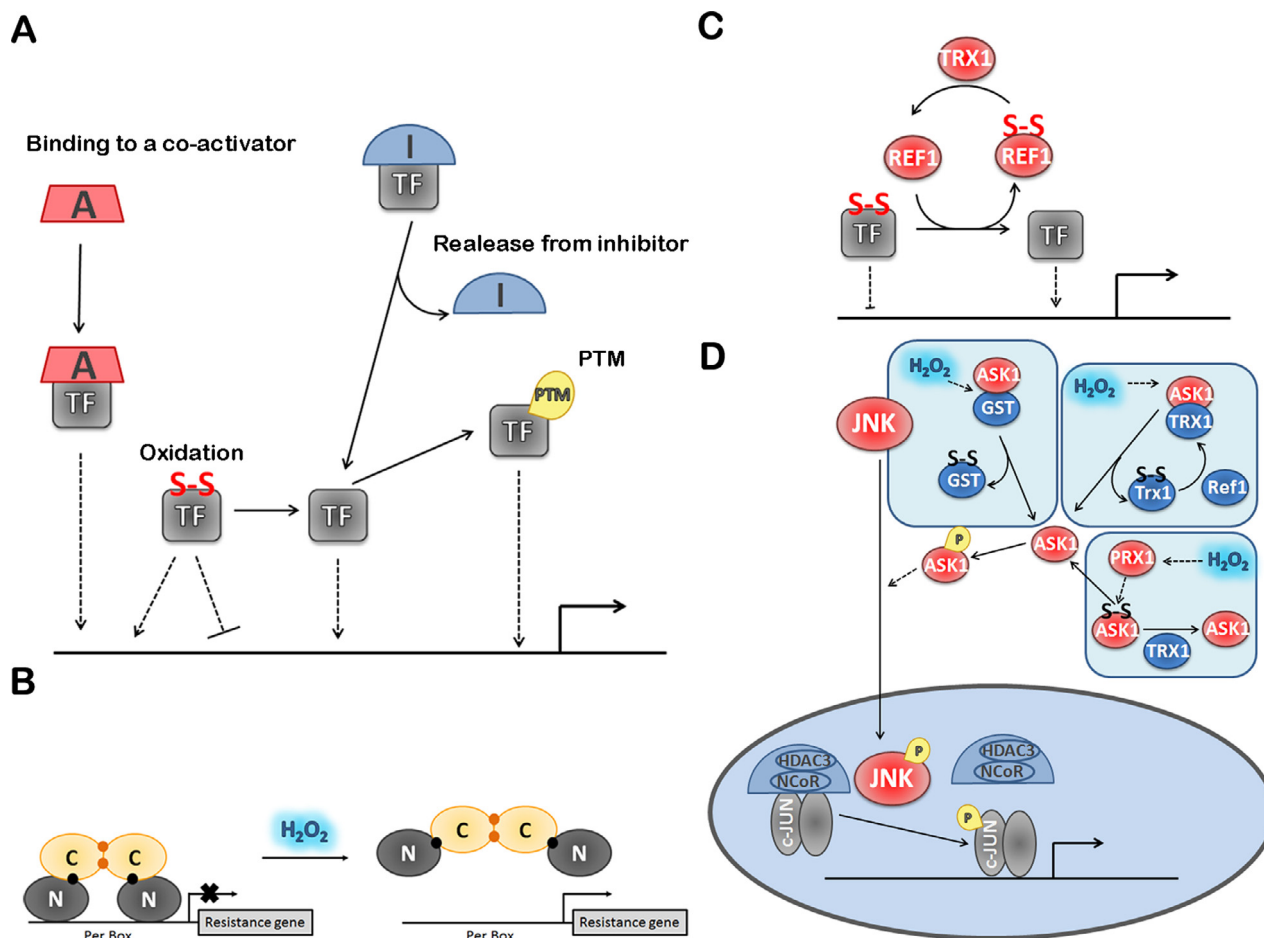 A
Binding to a co-activator
A
A
TF
I
TF
Realease from inhibitor
I
PTM
PTM
TF
Oxidation
S-S
TF
TF
B
C
C
N
N
Resistance gene
Per Box
H₂O₂
N
C
C
N
Resistance gene
Per Box
C
TRX1
REF1
S-S
REF1
S-S
TF
TF
D
JNK
H₂O₂
ASK1
GST
S-S
GST
H₂O₂
ASK1
TRX1
S-S
Trx1
Ref1
P
ASK1
ASK1
PRX1
H₂O₂
S-S
ASK1
TRX1
ASK1
HDAC3
NCoR
c-JUN
JNK
P
HDAC3
NCoR
P
c-JUN